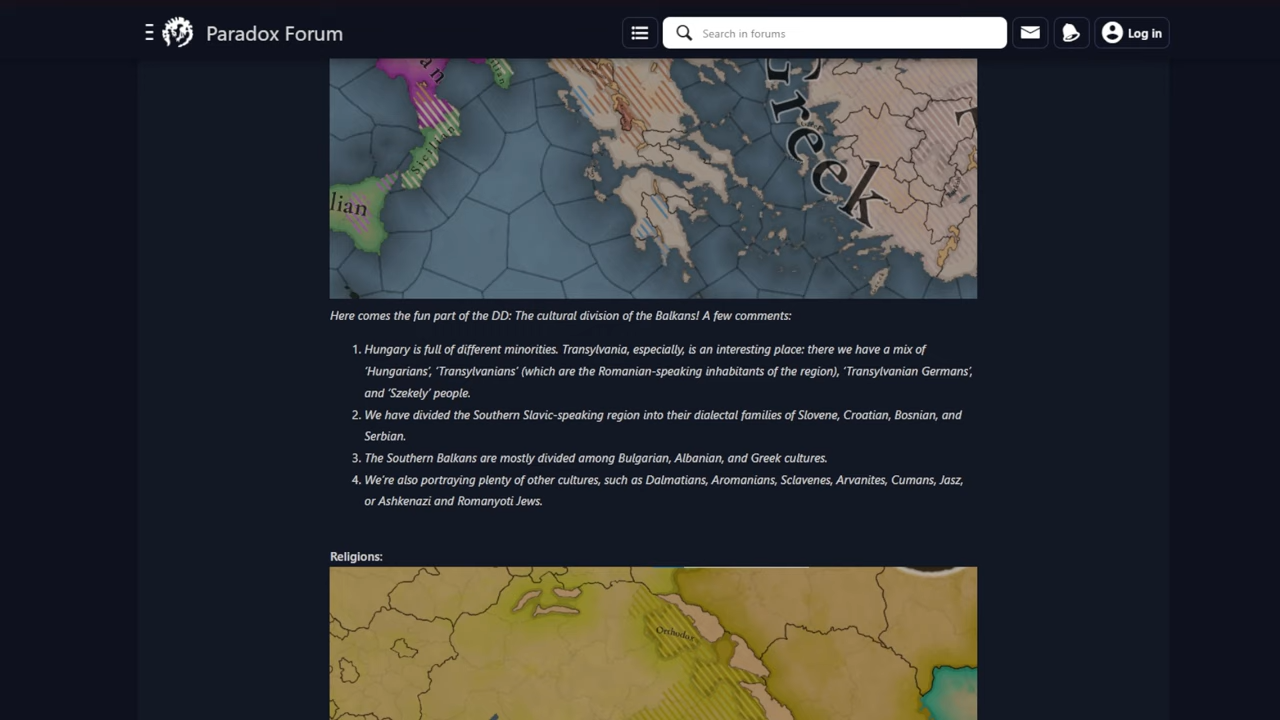 Paradox Forum
Search in forums
Log in
an
Sicilian
lian
Greek
Here comes the fun part of the DD: The cultural division of the Balkans! A few comments:
1. Hungary is full of different minorities. Transylvania, especially, is an interesting place: there we have a mix of
‘Hungarians’, ‘Transylvanians’ (which are the Romanian-speaking inhabitants of the region), ‘Transylvanian Germans’,
and ‘Szekely’ people.
2. We have divided the Southern Slavic-speaking region into their dialectal families of Slovene, Croatian, Bosnian, and
Serbian.
3. The Southern Balkans are mostly divided among Bulgarian, Albanian, and Greek cultures.
4. We're also portraying plenty of other cultures, such as Dalmatians, Aromanians, Sclavenes, Arvanites, Cumans, Jasz,
or Ashkenazi and Romanyoti Jews.
Religions:
Orthodox